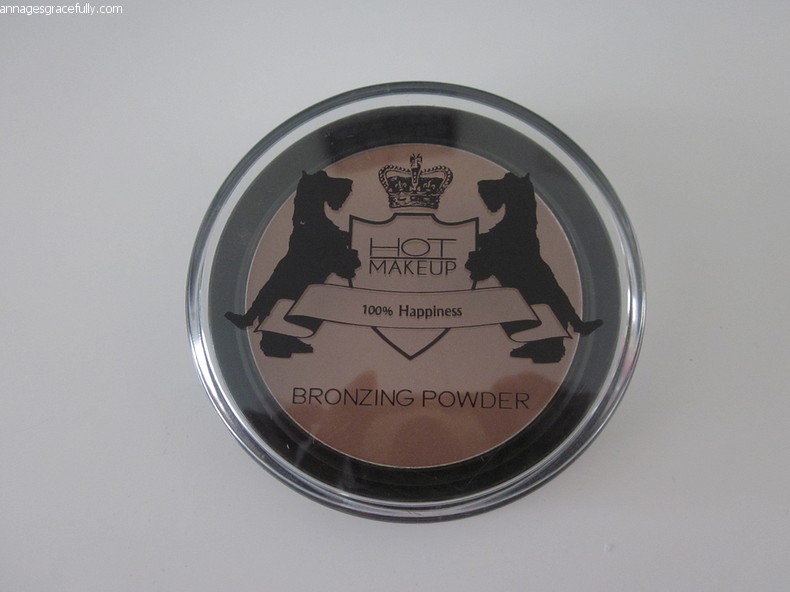 annagesgracefully.com
HOT
MAKEUP
100% Happiness
BRONZING POWDER